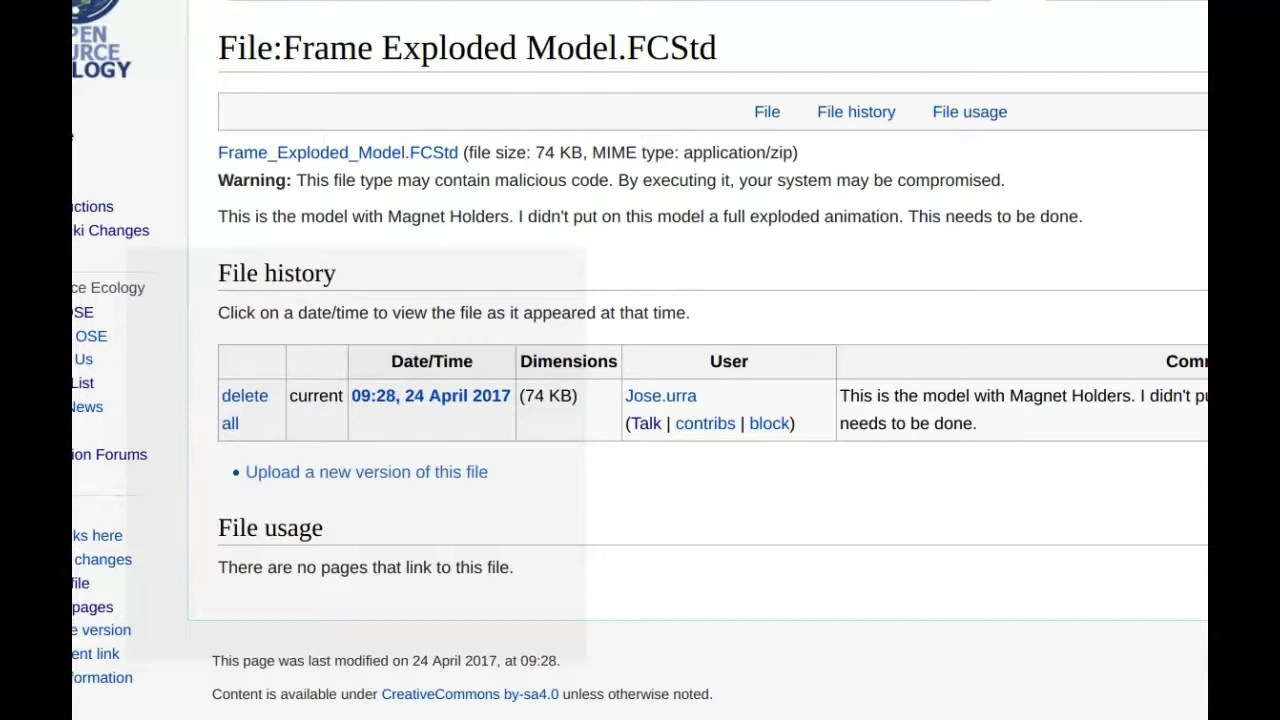 PEN
URCE
LOGY
File:Frame Exploded Model.FCStd
File File history File usage
Frame_Exploded_Model.FCStd (file size: 74 KB, MIME type: application/zip)
Warning: This file type may contain malicious code. By executing it, your system may be compromised.
This is the model with Magnet Holders. I didn't put on this model a full exploded animation. This needs to be done.
File history
Click on a date/time to view the file as it appeared at that time.
Date/Time Dimensions User Comm
delete all current 09:28, 24 April 2017 (74 KB) Jose.urra (Talk | contribs | block) This is the model with Magnet Holders. I didn't pu
needs to be done.
• Upload a new version of this file
File usage
There are no pages that link to this file.
This page was last modified on 24 April 2017, at 09:28.
Content is available under CreativeCommons by-sa4.0 unless otherwise noted.
e
uctions
ki Changes
ce Ecology
OSE
OSE
Us
List
News
ion Forums
ks here
changes
file
pages
e version
ent link
formation